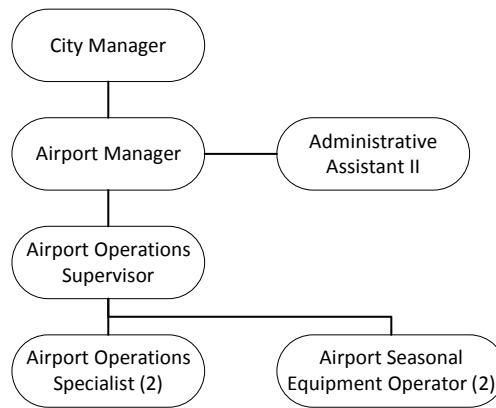 City Manager
Airport Manager
Administrative
Assistant II
Airport Operations
Supervisor
Airport Operations
Specialist (2)
Airport Seasonal
Equipment Operator (2)